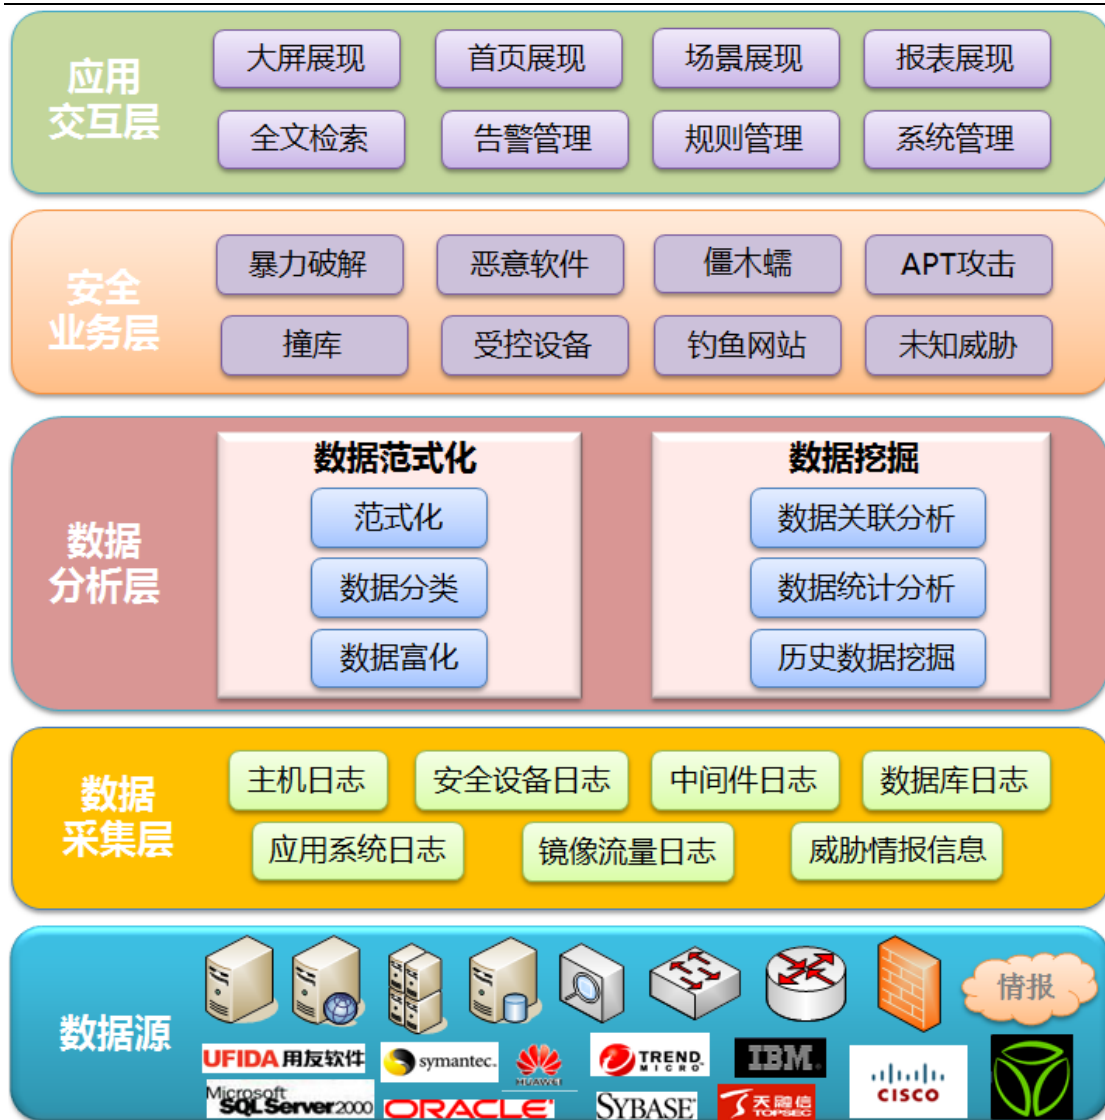 应用
交互层
大屏展现
首页展现
场景展现
报表展现
全文检索
告警管理
规则管理
系统管理
安全
业务层
暴力破解
恶意软件
僵木蠕
APT攻击
撞库
受控设备
钓鱼网站
未知威胁
数据
分析层
数据范式化
范式化
数据分类
数据富化
数据挖掘
数据关联分析
数据统计分析
历史数据挖掘
数据
采集层
主机日志
安全设备日志
中间件日志
数据库日志
应用系统日志
镜像流量日志
威胁情报信息
数据源
情报
UFIDA 用友软件
symantec.
HUAWEI
TREND
MICRO
IBM
CISCO
Microsoft
SQL Server 2000
ORACLE
SYBASE
天融信
TOPSEC